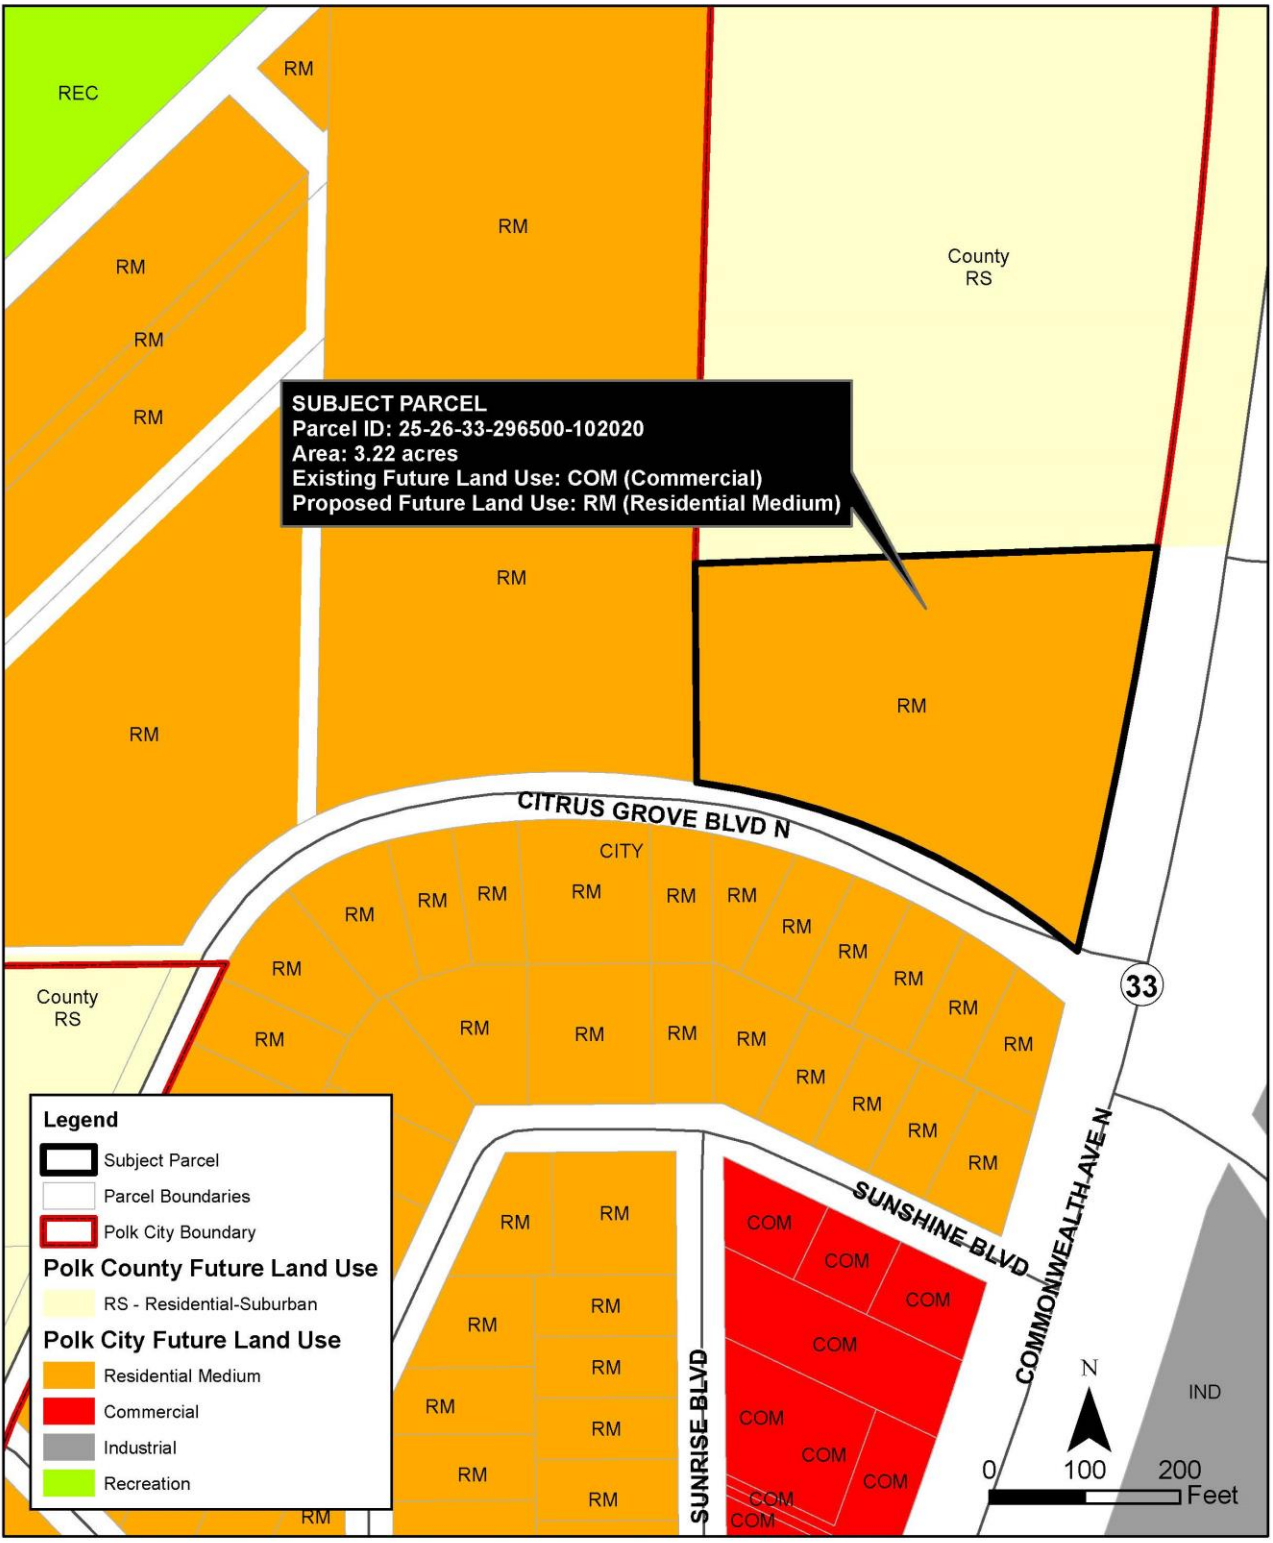 REC
RM
RM
RM
County
RS
RM
RM
SUBJECT PARCEL
Parcel ID: 25-26-33-296500-102020
Area: 3.22 acres
Existing Future Land Use: COM (Commercial)
Proposed Future Land Use: RM (Residential Medium)
RM
RM
RM
CITRUS GROVE BLVD N
CITY
RM
RM
RM
RM
RM
RM
RM
RM
RM
RM
RM
RM
33
County
RS
RM
RM
RM
RM
RM
RM
RM
RM
RM
COMMONWEALTH AVE N
SUNSHINE BLVD
SUNRISE BLVD
RM
RM
RM
RM
RM
RM
RM
RM
RM
RM
COM
COM
COM
COM
COM
COM
COM
COM
COM
IND
Legend
Subject Parcel
Parcel Boundaries
Polk City Boundary
Polk County Future Land Use
RS - Residential-Suburban
Polk City Future Land Use
Residential Medium
Commercial
Industrial
Recreation
N
0 100 200
Feet